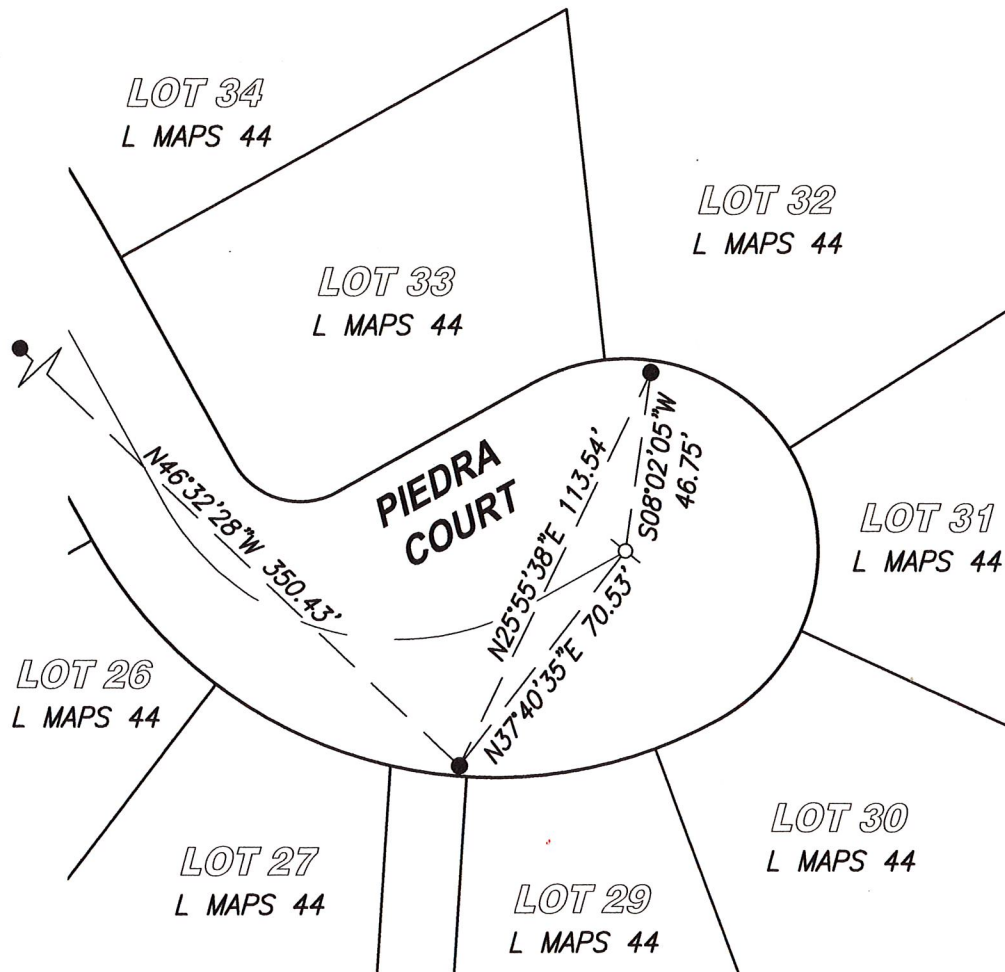 LOT 34
L MAPS 44
LOT 32
L MAPS 44
LOT 33
L MAPS 44
N46°32'28"W 350.43'
PIEDRA
COURT
N25°55'38"E 113.54'
S08°02'05"W
46.75'
N37°40'35"E 70.53'
LOT 31
L MAPS 44
LOT 26
L MAPS 44
LOT 27
L MAPS 44
LOT 29
L MAPS 44
LOT 30
L MAPS 44